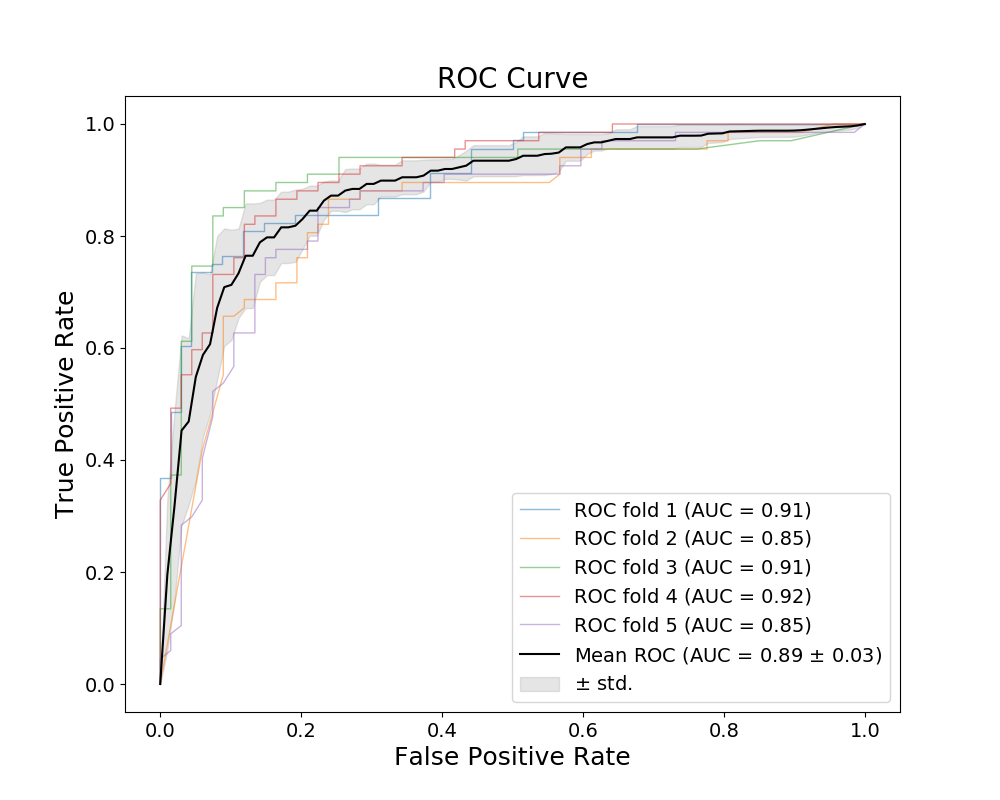 ROC Curve
True Positive Rate
1.0
0.8
0.6
0.4
0.2
0.0
ROC fold 1 (AUC = 0.91)
ROC fold 2 (AUC = 0.85)
ROC fold 3 (AUC = 0.91)
ROC fold 4 (AUC = 0.92)
ROC fold 5 (AUC = 0.85)
Mean ROC (AUC = 0.89 ± 0.03)
± std.
0.0 0.2 0.4 0.6 0.8 1.0
False Positive Rate